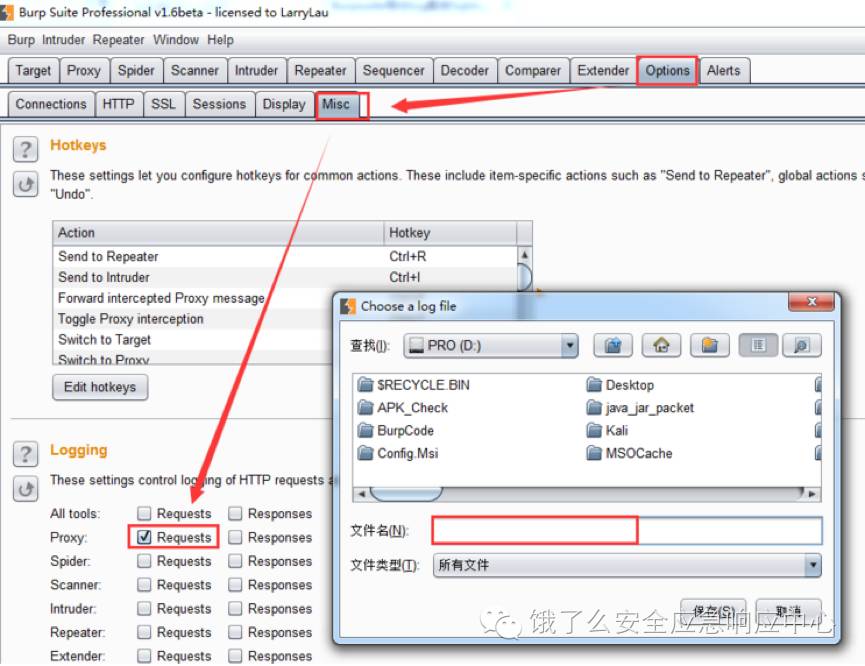 Burp Suite Professional v1.6beta - licensed to LarryLau
Burp Intruder Repeater Window Help
Target Proxy Spider Scanner Intruder Repeater Sequencer Decoder Comparer Extender Options Alerts
Connections HTTP SSL Sessions Display Misc
? Hotkeys
These settings let you configure hotkeys for common actions. These include item-specific actions such as "Send to Repeater", global actions s
"Undo".
Action Hotkey
Send to Repeater Ctrl+R
Send to Intruder Ctrl+I
Forward intercepted Proxy message
Toggle Proxy interception
Switch to Target
Switch to Proxy
Edit hotkeys
Choose a log file
查找(I): PRO (D:)
$RECYCLE.BIN Desktop
APK_Check java_jar_packet
BurpCode Kali
Config.Msi MSOCache
文件名(N):
文件类型(T): 所有文件
保存(S) 取消
? Logging
These settings control logging of HTTP requests a
All tools: Requests Responses
Proxy: Requests Responses
Spider: Requests Responses
Scanner: Requests Responses
Intruder: Requests Responses
Repeater: Requests Responses
Extender: Requests Responses
饿了么安全应急响应中心